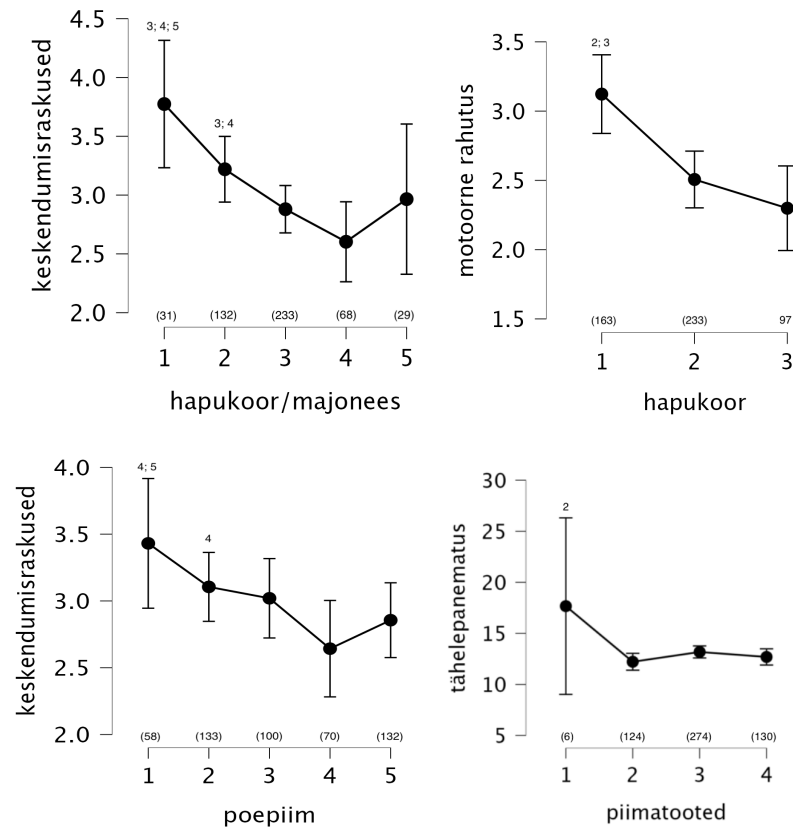 4.5
4.0
3.5
3.0
2.5
2.0
keskendumisraskused
3; 4; 5
3; 4
(31) (132) (233) (68) (29)
1 2 3 4 5
hapukoor/majonees
3.5
3.0
2.5
2.0
1.5
motoorne rahutus
2; 3
(163) (233) 97
1 2 3
hapukoor
4.0
3.5
3.0
2.5
2.0
keskendumisraskused
4; 5
4
(58) (133) (100) (70) (132)
1 2 3 4 5
poepiim
30
25
20
15
10
5
tähelepanematus
2
(6) (124) (274) (130)
1 2 3 4
piimatooted